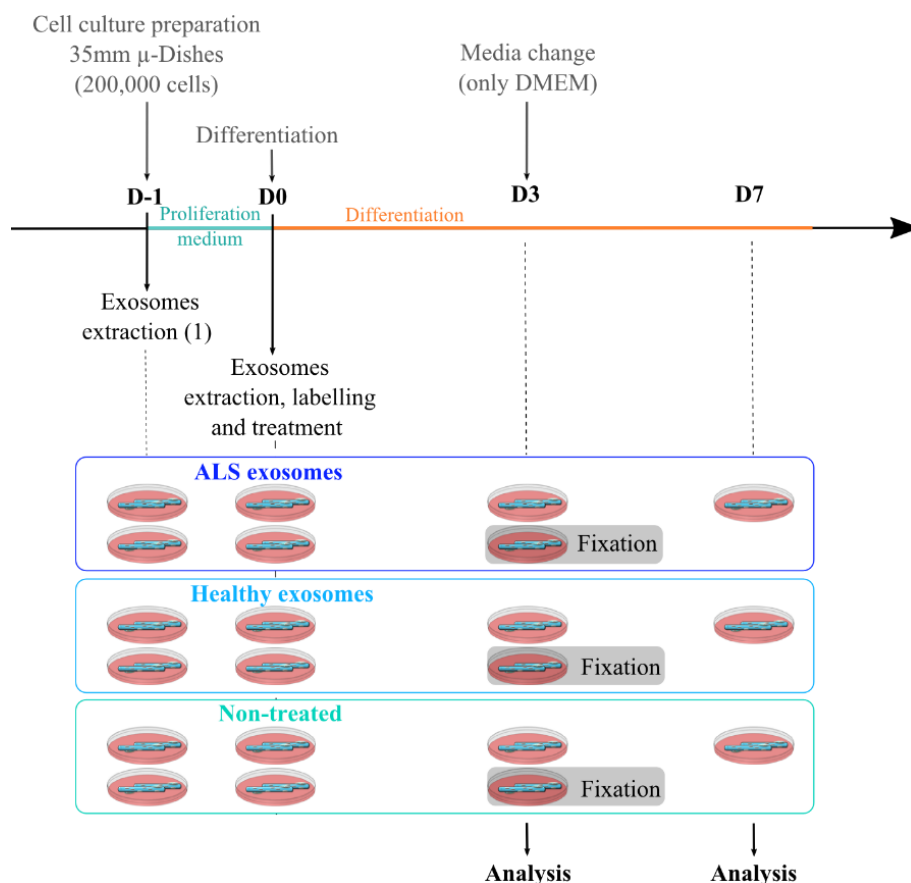 Cell culture preparation
35mm µ-Dishes
(200,000 cells)
Media change
(only DMEM)
Differentiation
D-1
D0
D3
D7
Proliferation
medium
Differentiation
Exosomes
extraction (1)
Exosomes
extraction, labelling
and treatment
ALS exosomes
Fixation
Healthy exosomes
Fixation
Non-treated
Fixation
Analysis
Analysis